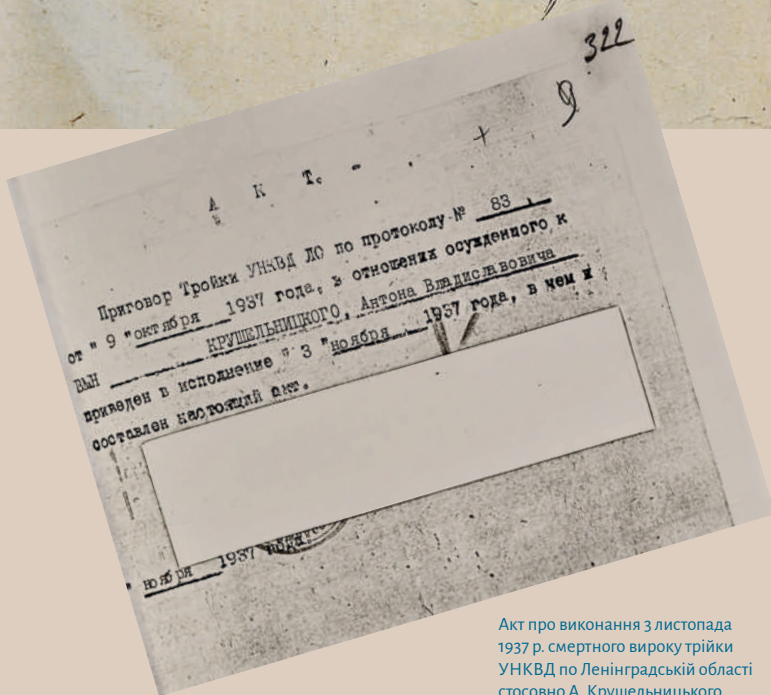 322
9
А К Т.
Приговор Тройки УНКВД ЛО по протоколу № 83
от " 9 "октября 1937 года, в отношении осужденного к
ВМН КРУШЕЛЬНИЦКОГО, Антона Владиславовича
приведен в исполнение " 3 "ноября 1937 года, в чем и
составлен настоящий акт.
" ноября 1937 года.
Акт про виконання 3 листопада
1937 р. смертного вироку трійки
УНКВД по Ленінградській області
стосовно А. Крушельницького